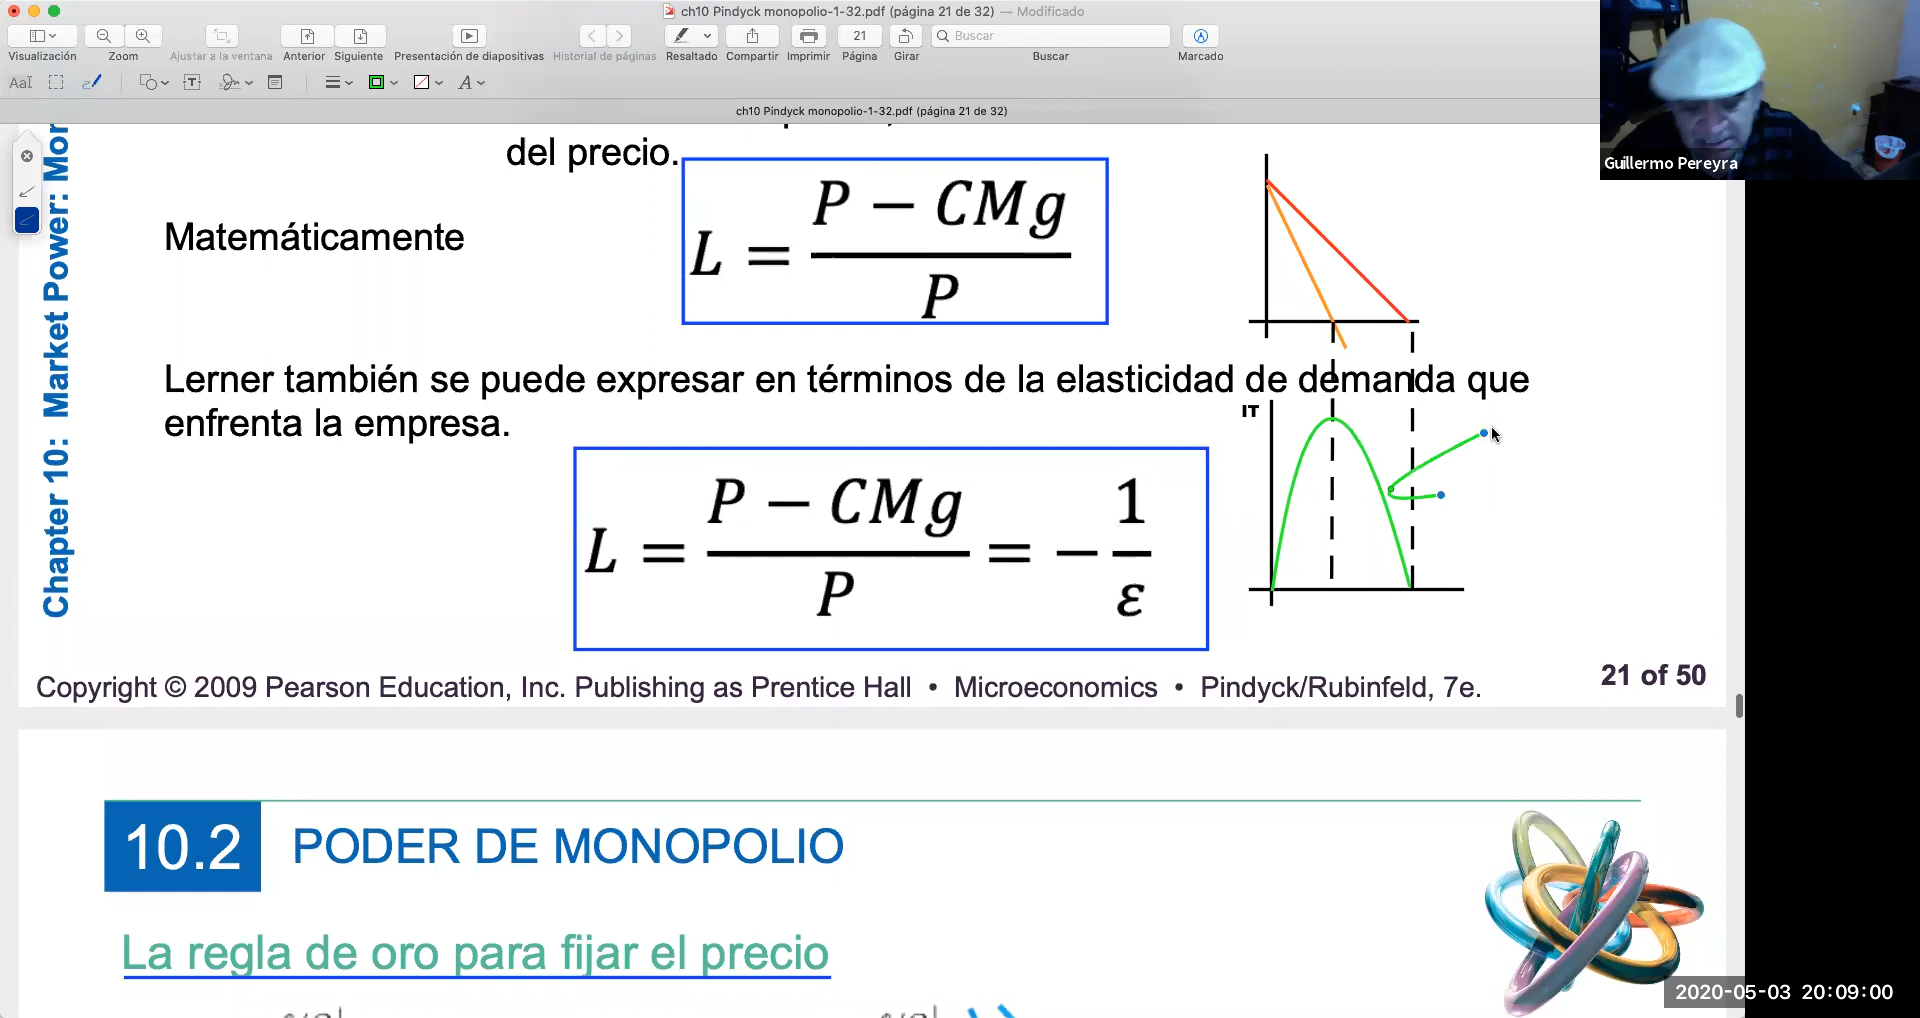 ch10 Pindyck monopolio-1-32.pdf (página 21 de 32) — Modificado
21
Buscar
Visualización Zoom Ajustar a la ventana Anterior Siguiente Presentación de diapositivas Historial de páginas Resaltado Compartir Imprimir Página Girar Buscar Marcado
ch10 Pindyck monopolio-1-32.pdf (página 21 de 32)
Guillermo Pereyra
Chapter 10: Market Power: Mo
del precio.
Matemáticamente
L = (P − CMg) / P
Lerner también se puede expresar en términos de la elasticidad de demanda que
enfrenta la empresa.
IT
L = (P − CMg) / P = − 1 / ε
Copyright © 2009 Pearson Education, Inc. Publishing as Prentice Hall • Microeconomics • Pindyck/Rubinfeld, 7e.
21 of 50
10.2 PODER DE MONOPOLIO
La regla de oro para fijar el precio
2020-05-03 20:09:00